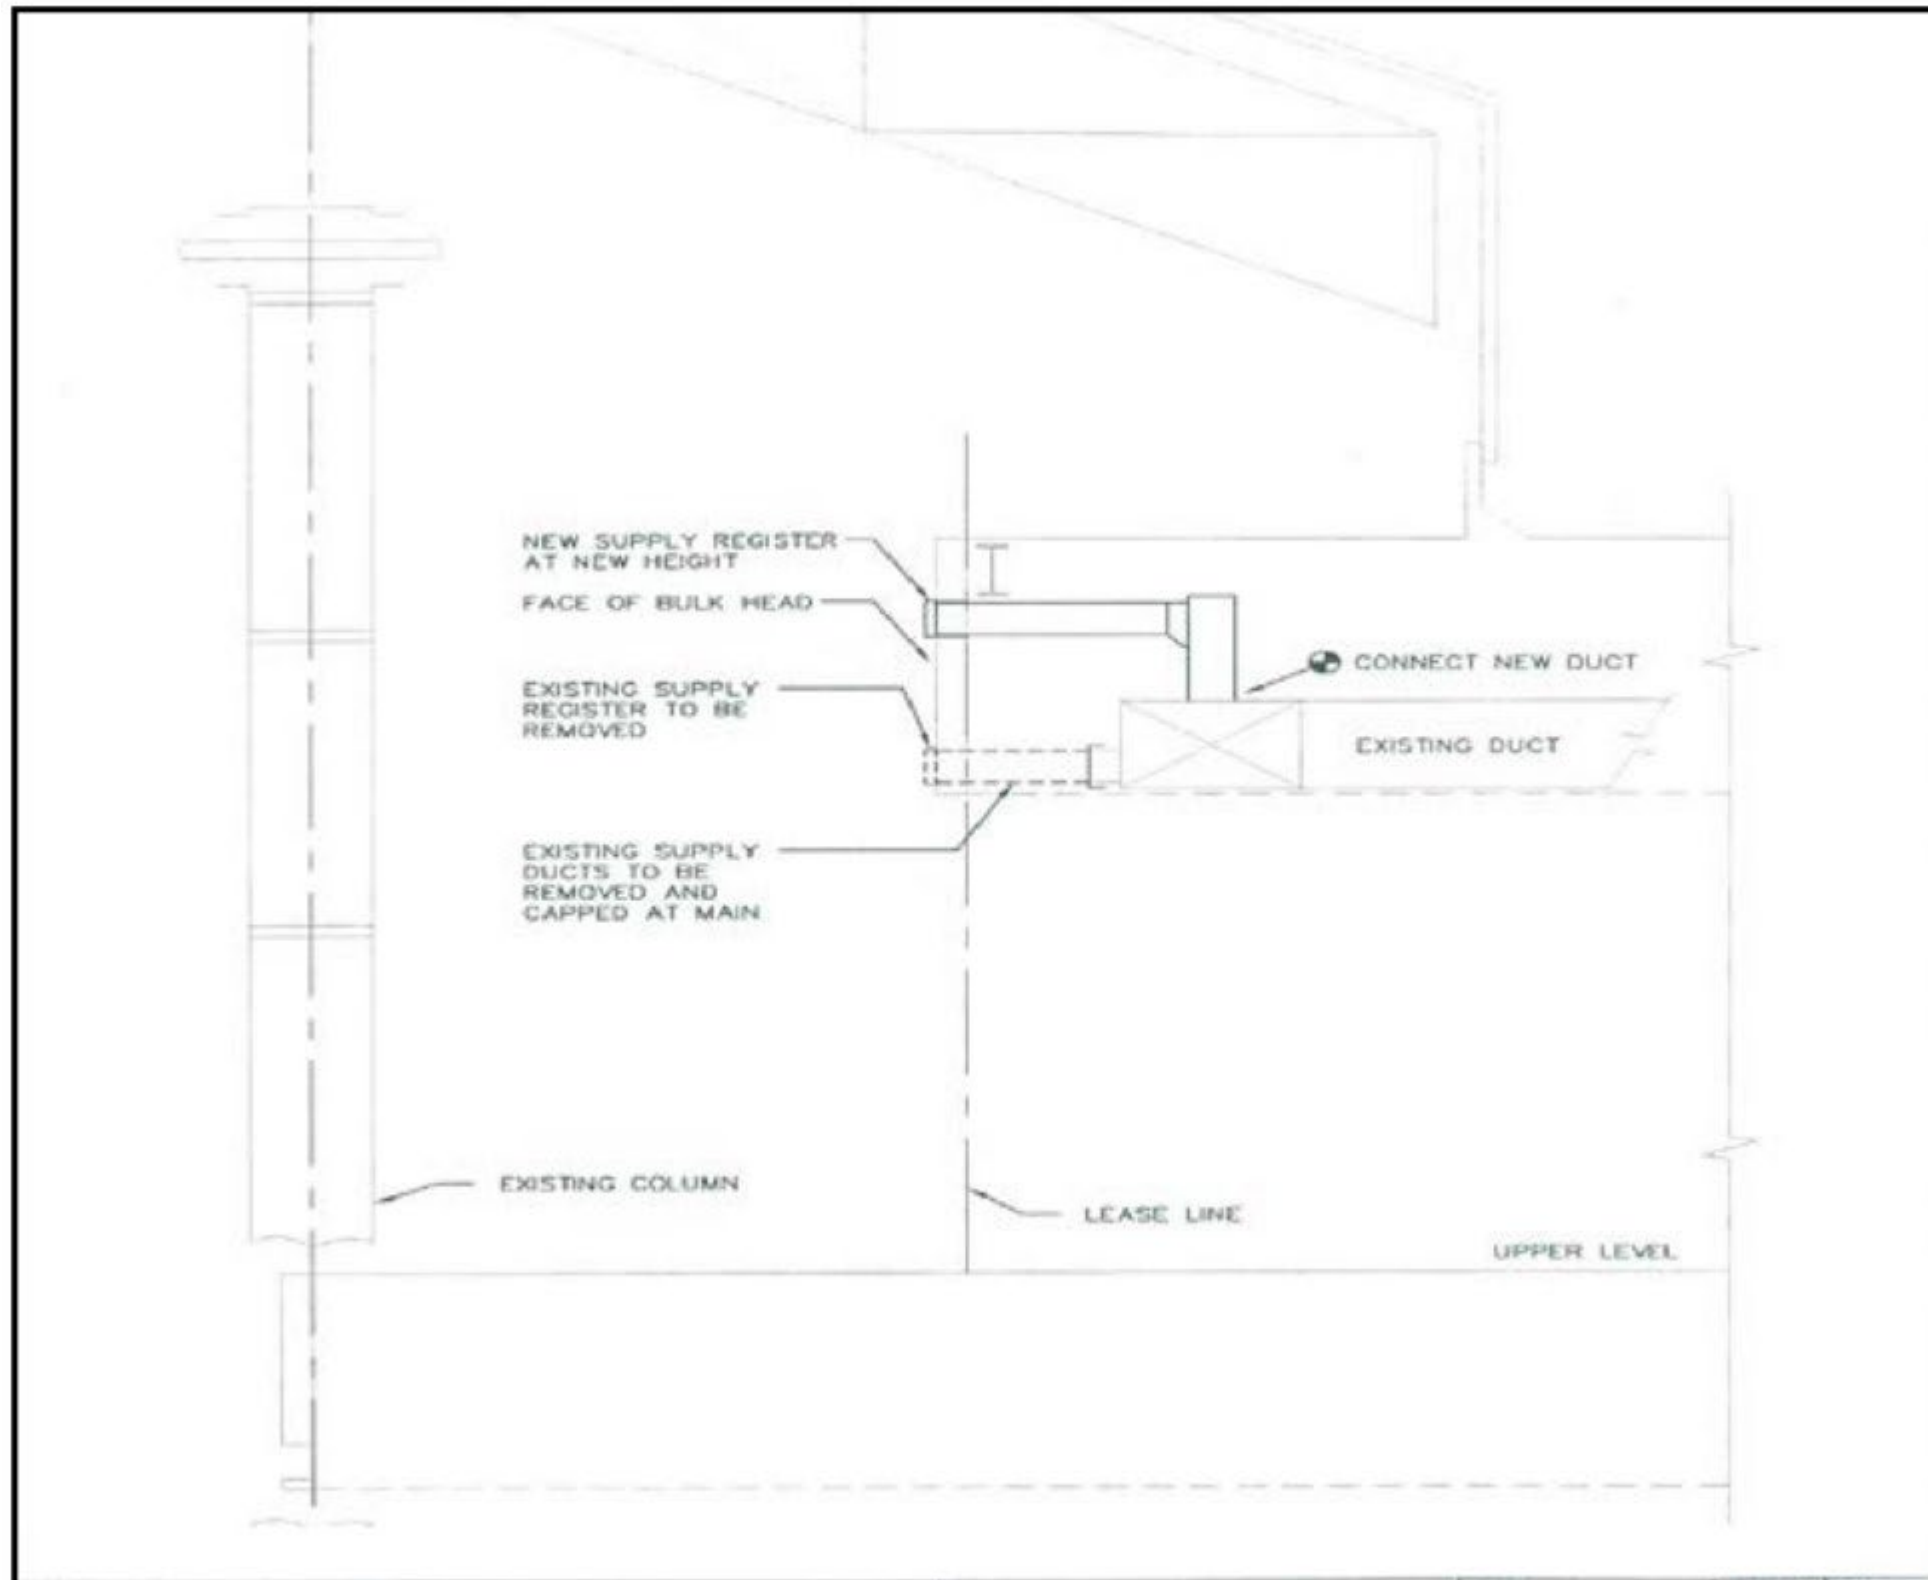 NEW SUPPLY REGISTER
AT NEW HEIGHT
FACE OF BULK HEAD
CONNECT NEW DUCT
EXISTING SUPPLY
REGISTER TO BE
REMOVED
EXISTING DUCT
EXISTING SUPPLY
DUCTS TO BE
REMOVED AND
CAPPED AT MAIN
EXISTING COLUMN
LEASE LINE
UPPER LEVEL